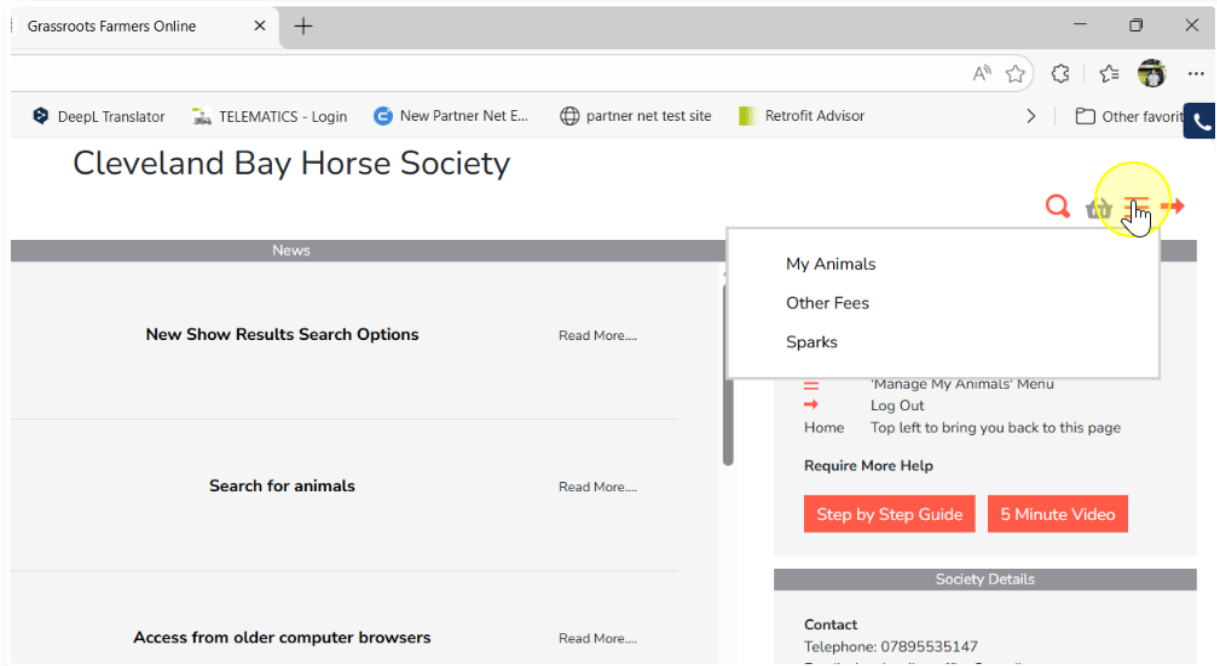 Grassroots Farmers Online
DeepL Translator TELEMATICS - Login New Partner Net E... partner net test site Retrofit Advisor Other favorit
Cleveland Bay Horse Society
News
My Animals
Other Fees
Sparks
New Show Results Search Options Read More....
'Manage My Animals' Menu
Log Out
Home Top left to bring you back to this page
Require More Help
Search for animals Read More....
Step by Step Guide 5 Minute Video
Society Details
Contact
Access from older computer browsers Read More....
Telephone: 07895535147